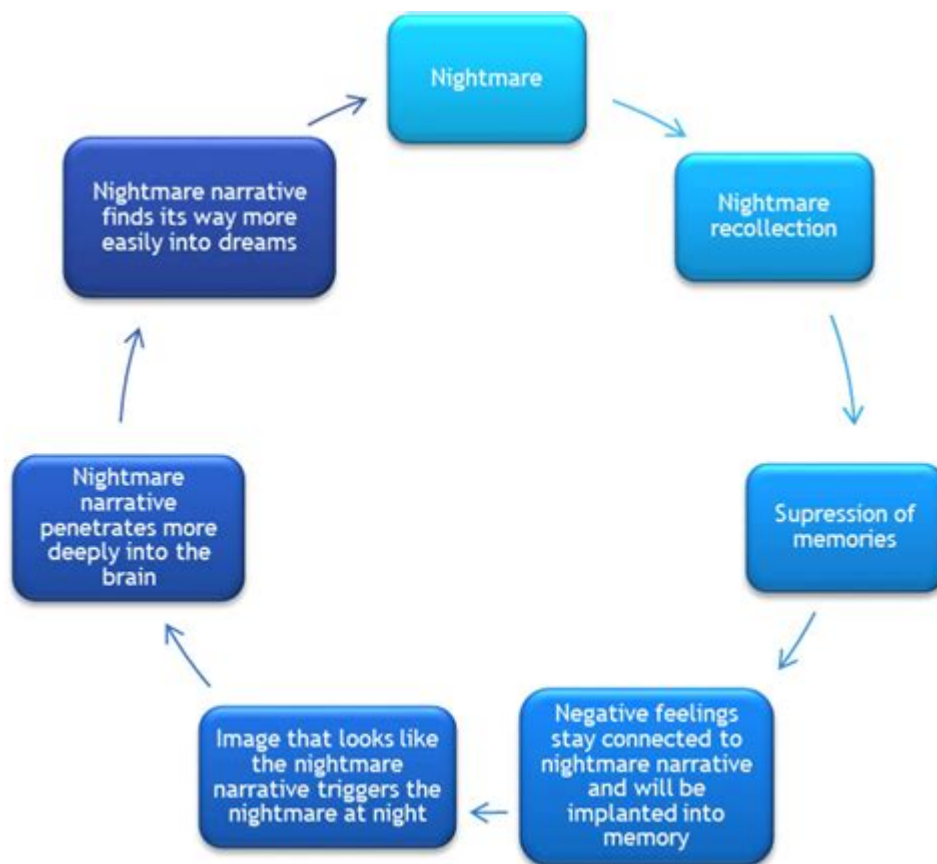 Nightmare
Nightmare
recollection
Supression of
memories
Negative feelings
stay connected to
nightmare narrative
and will be
implanted into
memory
Image that looks like
the nightmare
narrative triggers the
nightmare at night
Nightmare
narrative
penetrates more
deeply into the
brain
Nightmare narrative
finds its way more
easily into dreams